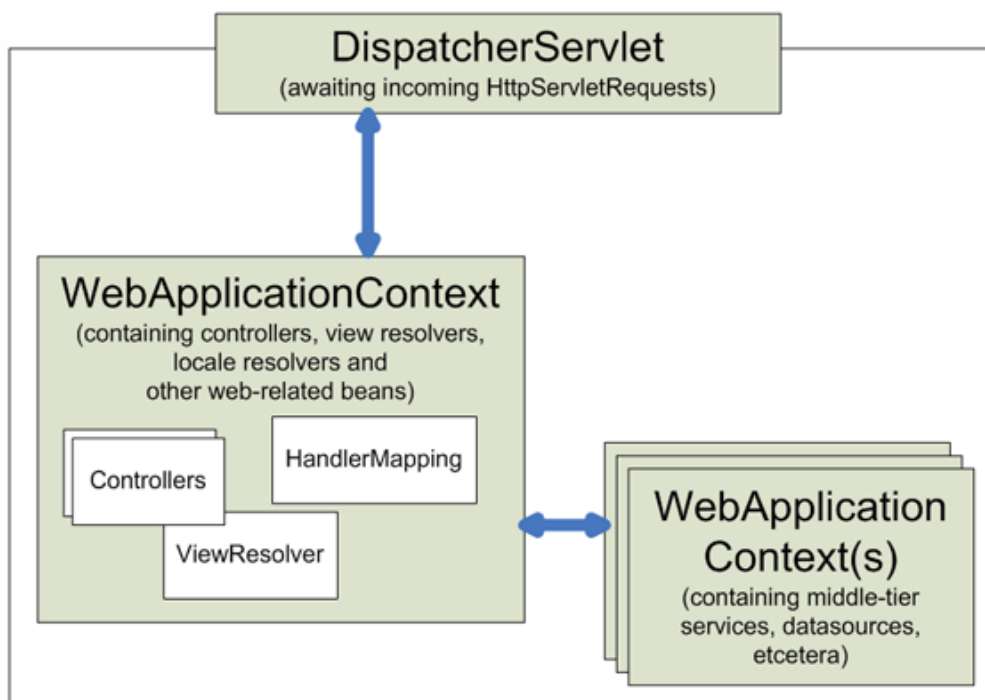 DispatcherServlet
(awaiting incoming HttpServletRequests)
WebApplicationContext
(containing controllers, view resolvers,
locale resolvers and
other web-related beans)
HandlerMapping
Controllers
ViewResolver
WebApplication
Context(s)
(containing middle-tier
services, datasources,
etcetera)